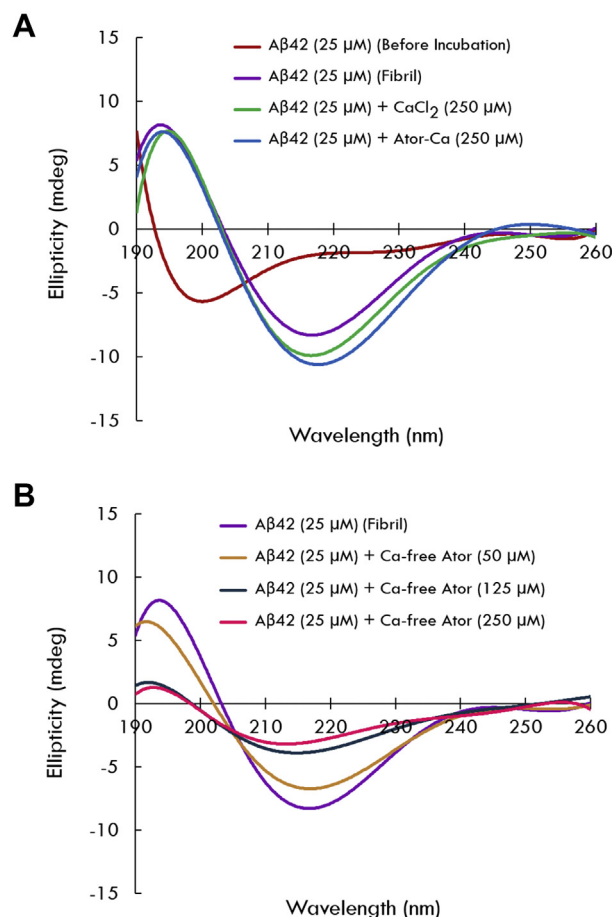 A
15
10
5
0
-5
-10
-15
Ellipticity (mdeg)
190 200 210 220 230 240 250 260
Wavelength (nm)
Aβ42 (25 µM) (Before Incubation)
Aβ42 (25 µM) (Fibril)
Aβ42 (25 µM) + CaCl₂ (250 µM)
Aβ42 (25 µM) + Ator-Ca (250 µM)
B
15
10
5
0
-5
-10
-15
Ellipticity (mdeg)
190 200 210 220 230 240 250 260
Wavelength (nm)
Aβ42 (25 µM) (Fibril)
Aβ42 (25 µM) + Ca-free Ator (50 µM)
Aβ42 (25 µM) + Ca-free Ator (125 µM)
Aβ42 (25 µM) + Ca-free Ator (250 µM)